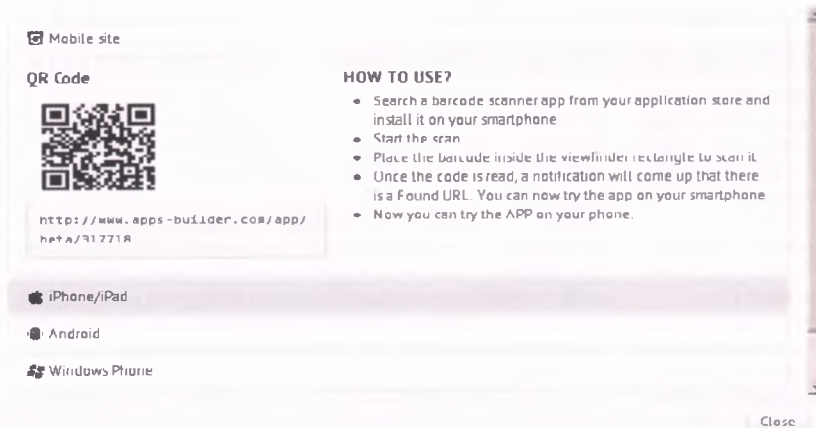 Mobile site
QR Code
http://www.apps-builder.com/app/
beta/317718
HOW TO USE?
Search a barcode scanner app from your application store and
install it on your smartphone
Start the scan
Place the barcode inside the viewfinder rectangle to scan it
Once the code is read, a notification will come up that there
is a Found URL. You can now try the app on your smartphone
Now you can try the APP on your phone.
iPhone/iPad
Android
Windows Phone
Close